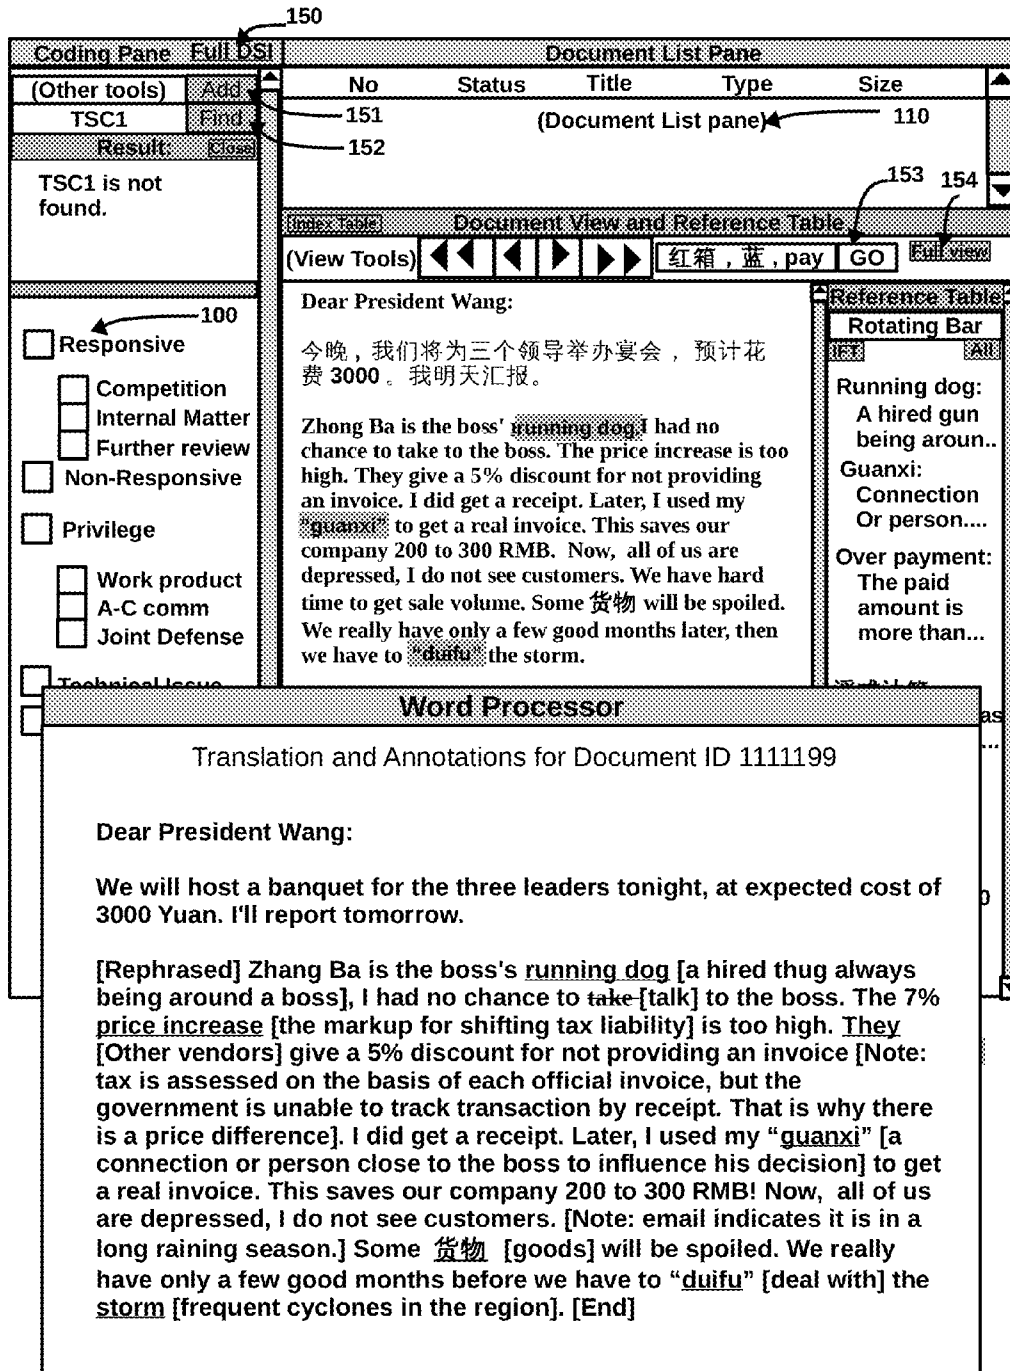 150
Coding Pane Full DSI
Document List Pane
(Other tools) Add
No Status Title Type Size
TSC1 Find
151
(Document List pane)
110
Result: Close
152
TSC1 is not
found.
153
154
Index Table Document View and Reference Table
(View Tools)
红箱，蓝，pay GO
Full view
100
Responsive
Competition
Internal Matter
Further review
Non-Responsive
Privilege
Work product
A-C comm
Joint Defense
Technical Issue
Dear President Wang:
今晚，我们将为三个领导举办宴会，预计花
费 3000 。我明天汇报。
Zhong Ba is the boss' running dog. I had no
chance to take to the boss. The price increase is too
high. They give a 5% discount for not providing
an invoice. I did get a receipt. Later, I used my
“guanxi” to get a real invoice. This saves our
company 200 to 300 RMB. Now, all of us are
depressed, I do not see customers. We have hard
time to get sale volume. Some 货物 will be spoiled.
We really have only a few good months later, then
we have to “duifu” the storm.
Reference Table
Rotating Bar
IFT All
Running dog:
A hired gun
being aroun..
Guanxi:
Connection
Or person....
Over payment:
The paid
amount is
more than...
as
...
Word Processor
Translation and Annotations for Document ID 1111199
Dear President Wang:
We will host a banquet for the three leaders tonight, at expected cost of
3000 Yuan. I'll report tomorrow.
[Rephrased] Zhang Ba is the boss's running dog [a hired thug always
being around a boss], I had no chance to take [talk] to the boss. The 7%
price increase [the markup for shifting tax liability] is too high. They
[Other vendors] give a 5% discount for not providing an invoice [Note:
tax is assessed on the basis of each official invoice, but the
government is unable to track transaction by receipt. That is why there
is a price difference]. I did get a receipt. Later, I used my “guanxi” [a
connection or person close to the boss to influence his decision] to get
a real invoice. This saves our company 200 to 300 RMB! Now, all of us
are depressed, I do not see customers. [Note: email indicates it is in a
long raining season.] Some 货物 [goods] will be spoiled. We really
have only a few good months before we have to “duifu” [deal with] the
storm [frequent cyclones in the region]. [End]